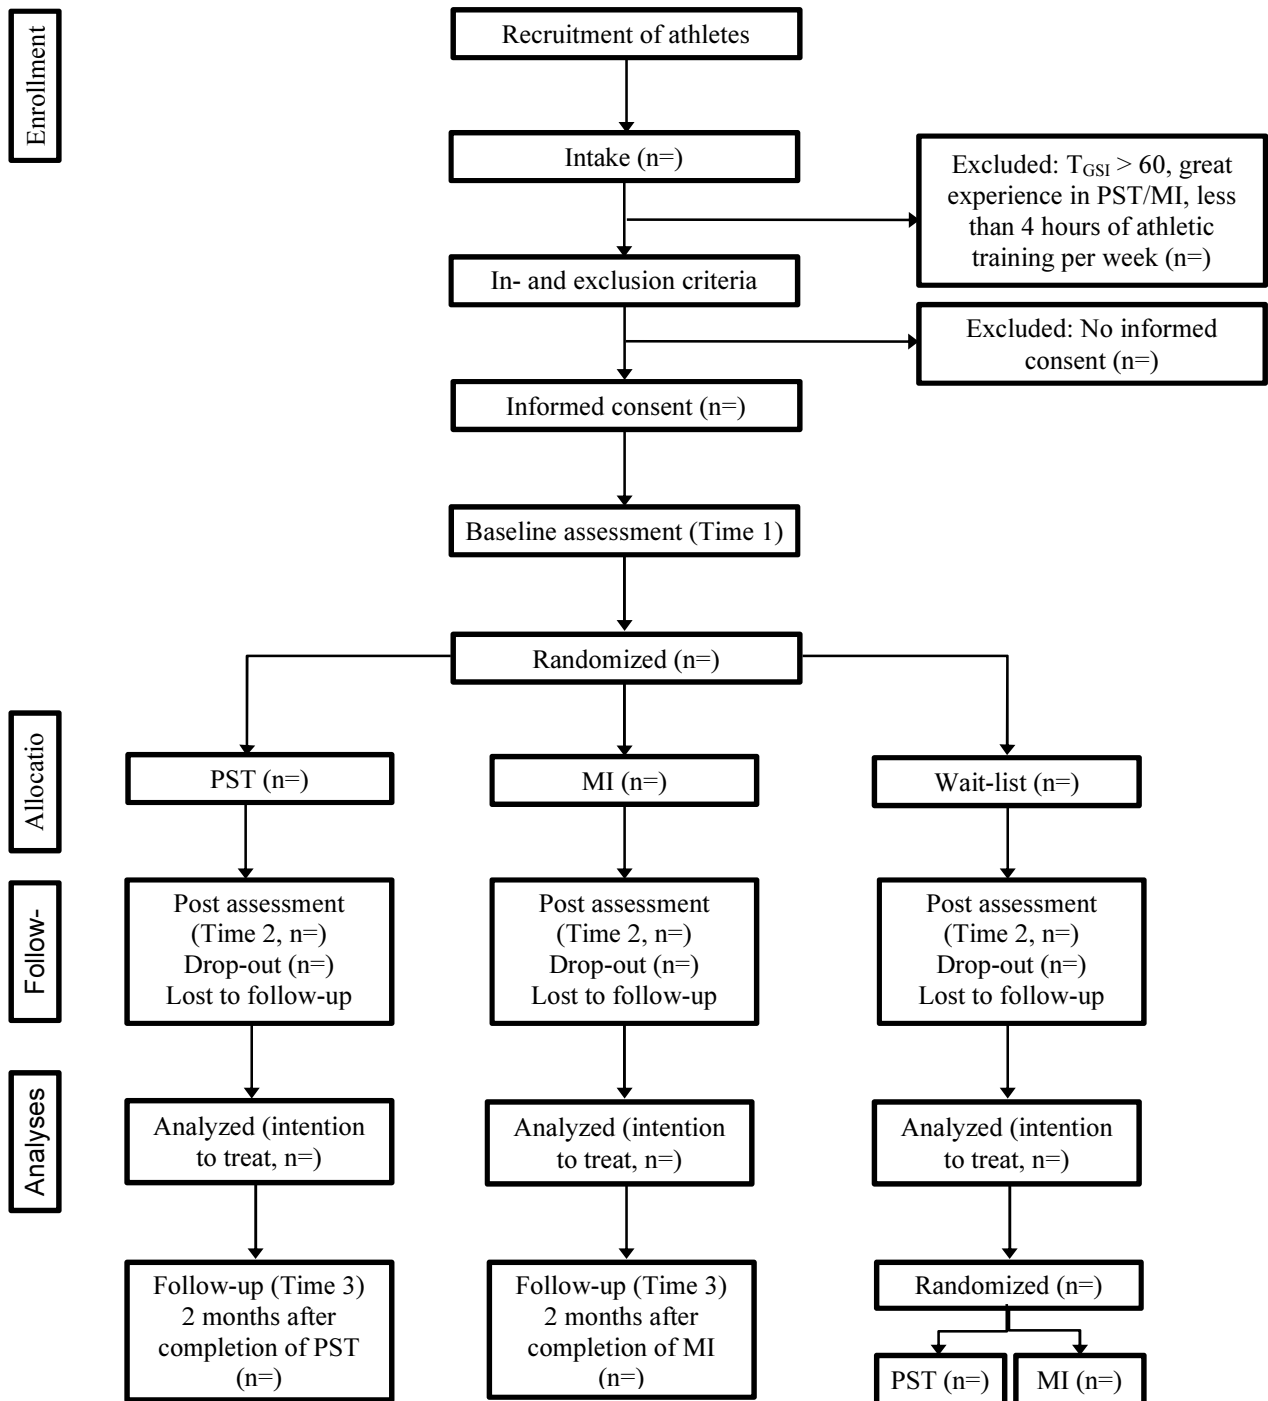 Enrollment
Recruitment of athletes
Intake (n=)
Excluded: TGSI > 60, great
experience in PST/MI, less
than 4 hours of athletic
training per week (n=)
In- and exclusion criteria
Excluded: No informed
consent (n=)
Informed consent (n=)
Baseline assessment (Time 1)
Randomized (n=)
Allocatio
PST (n=)
MI (n=)
Wait-list (n=)
Follow-
Post assessment
(Time 2, n=)
Drop-out (n=)
Lost to follow-up
Post assessment
(Time 2, n=)
Drop-out (n=)
Lost to follow-up
Post assessment
(Time 2, n=)
Drop-out (n=)
Lost to follow-up
Analyses
Analyzed (intention
to treat, n=)
Analyzed (intention
to treat, n=)
Analyzed (intention
to treat, n=)
Follow-up (Time 3)
2 months after
completion of PST
(n=)
Follow-up (Time 3)
2 months after
completion of MI
(n=)
Randomized (n=)
PST (n=)
MI (n=)